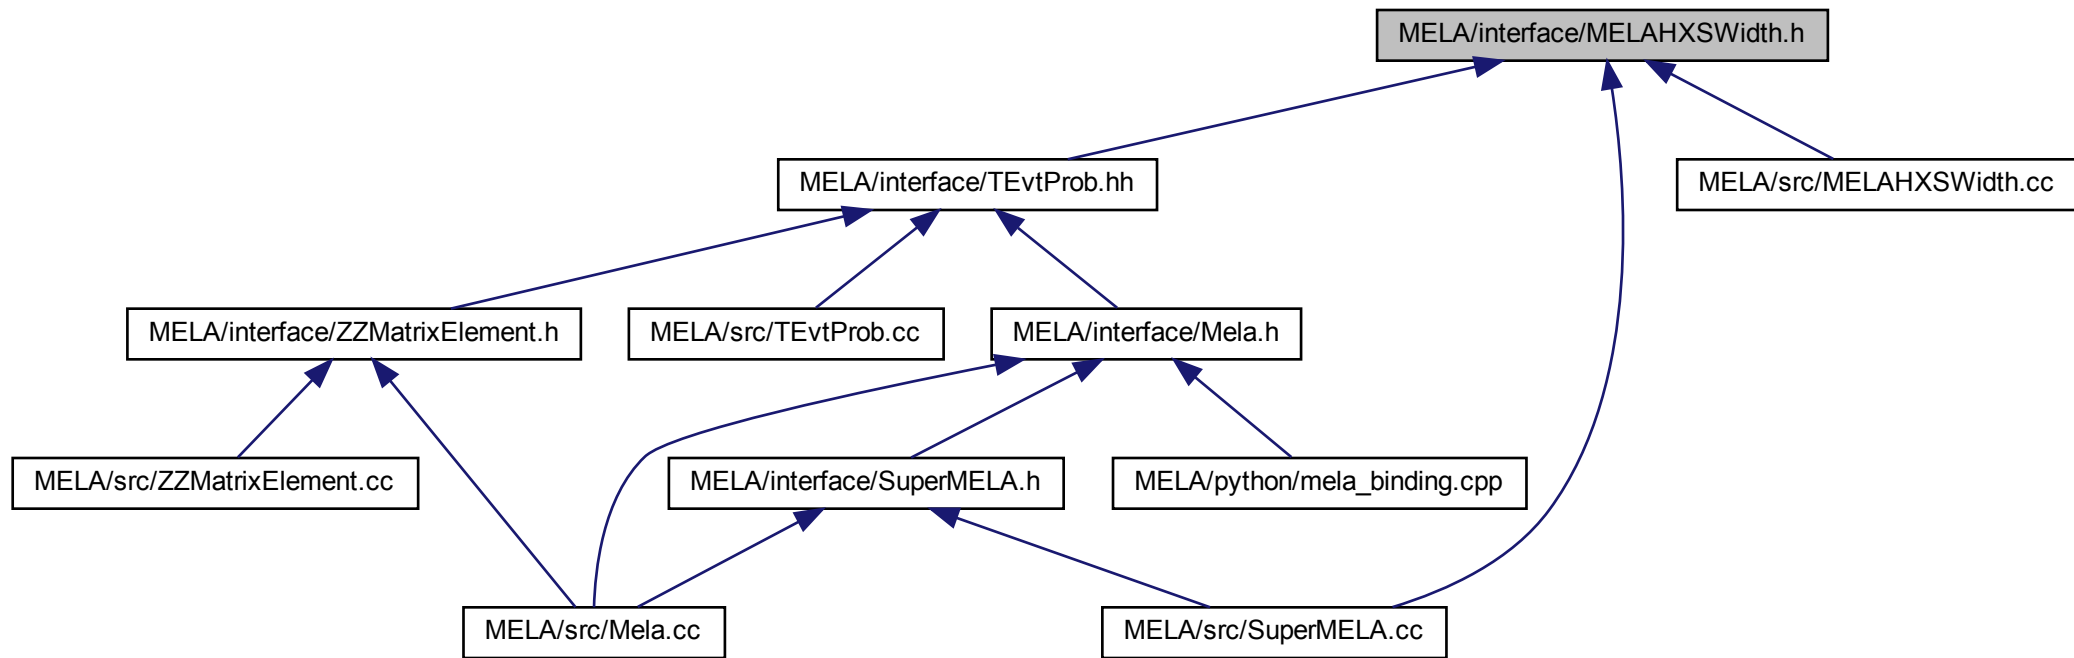 MELA/interface/MELAHXSWidth.h
MELA/interface/TEvtProb.hh
MELA/src/MELAHXSWidth.cc
MELA/interface/ZZMatrixElement.h
MELA/src/TEvtProb.cc
MELA/interface/Mela.h
MELA/src/ZZMatrixElement.cc
MELA/interface/SuperMELA.h
MELA/python/mela_binding.cpp
MELA/src/Mela.cc
MELA/src/SuperMELA.cc